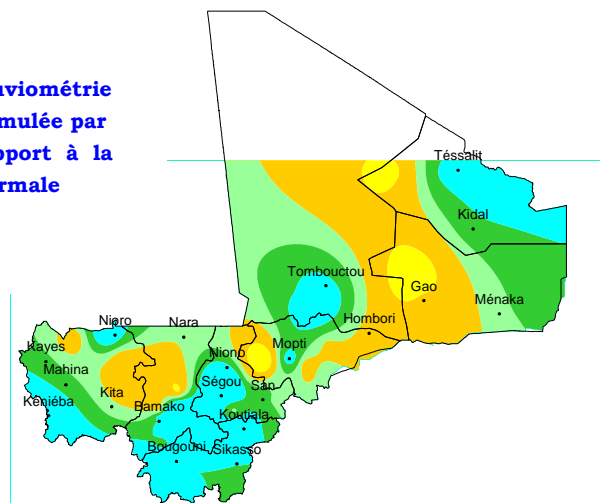 uviométrie
mulée par
pport à la
rmale
Téssalit
Kidal
Tombouctou
Gao
Ménaka
Hombori
Nioro
Nara
Kayes
Niono
Mopti
Mahina
Ségou
San
Kita
Kéniéba
Bamako
Koutiala
Bougouni
Sikasso